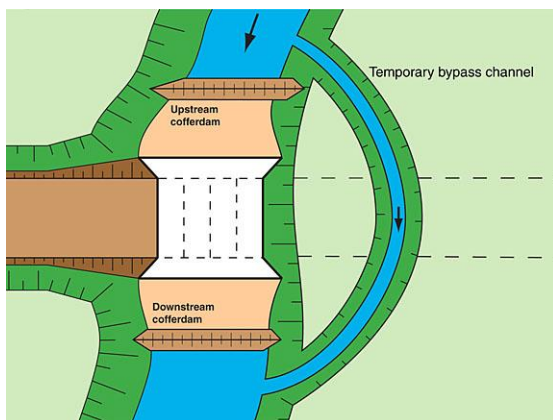 Temporary bypass channel
Upstream
cofferdam
Downstream
cofferdam